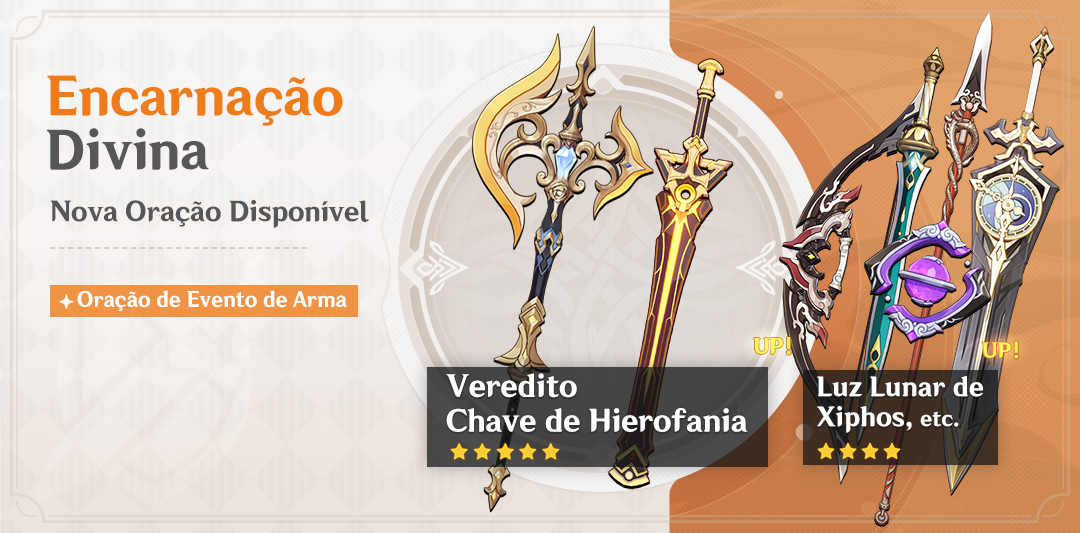 Encarnação
Divina
Nova Oração Disponível
Oração de Evento de Arma
Veredito
Chave de Hierofania
UP!
Luz Lunar de
Xiphos, etc.
UP!